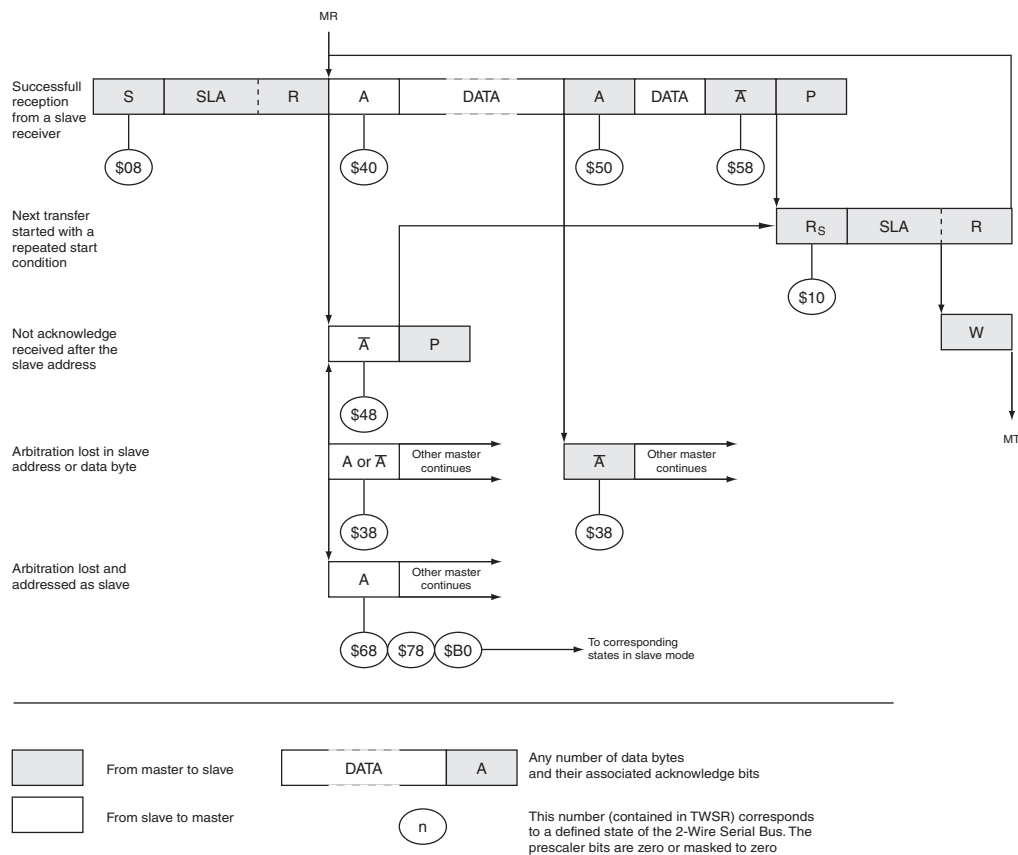 MR
Successfull
reception
from a slave
receiver
S SLA R A DATA A DATA A̅ P
$08 $40 $50 $58
Next transfer
started with a
repeated start
condition
RS SLA R
$10
Not acknowledge
received after the
slave address
A̅ P
W
$48
MT
Arbitration lost in slave
address or data byte
A or A̅
Other master
continues
A̅
Other master
continues
$38 $38
Arbitration lost and
addressed as slave
A
Other master
continues
$68 $78 $B0
To corresponding
states in slave mode
From master to slave
DATA A
Any number of data bytes
and their associated acknowledge bits
From slave to master
n
This number (contained in TWSR) corresponds
to a defined state of the 2-Wire Serial Bus. The
prescaler bits are zero or masked to zero